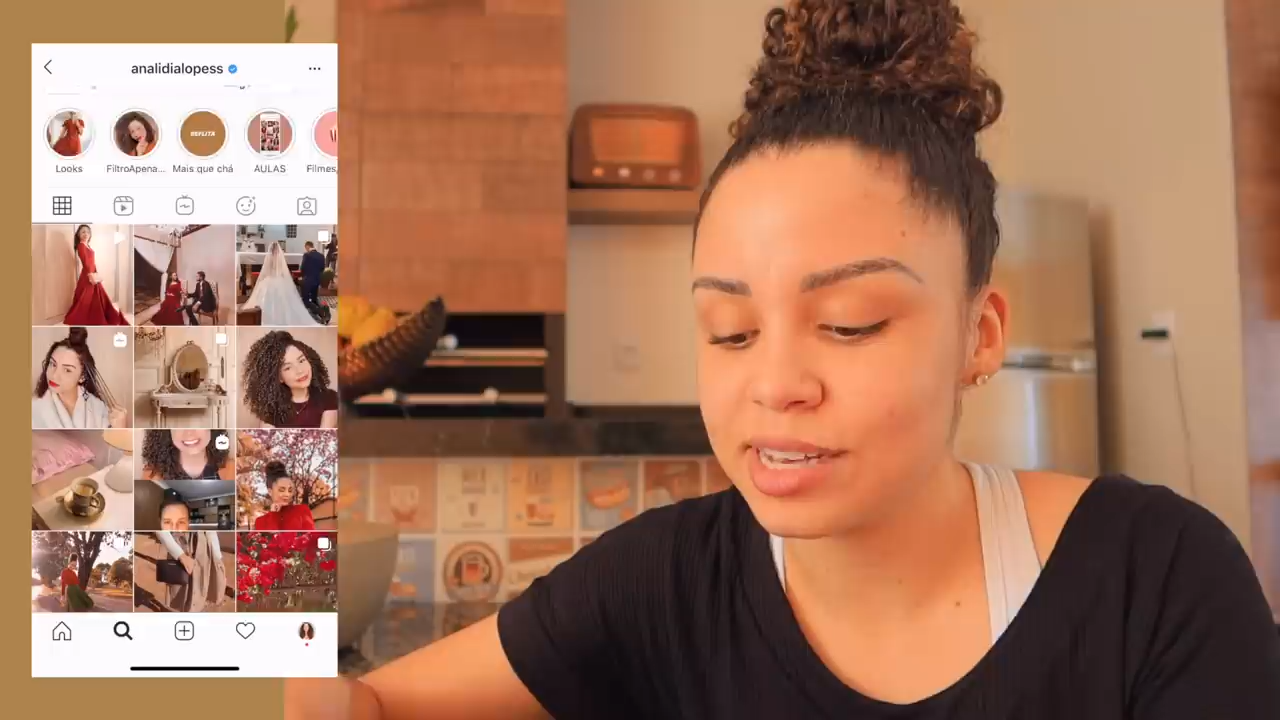 analidialopess
REFLITA
Looks
FiltroApena...
Mais que chá
AULAS
Filmes,